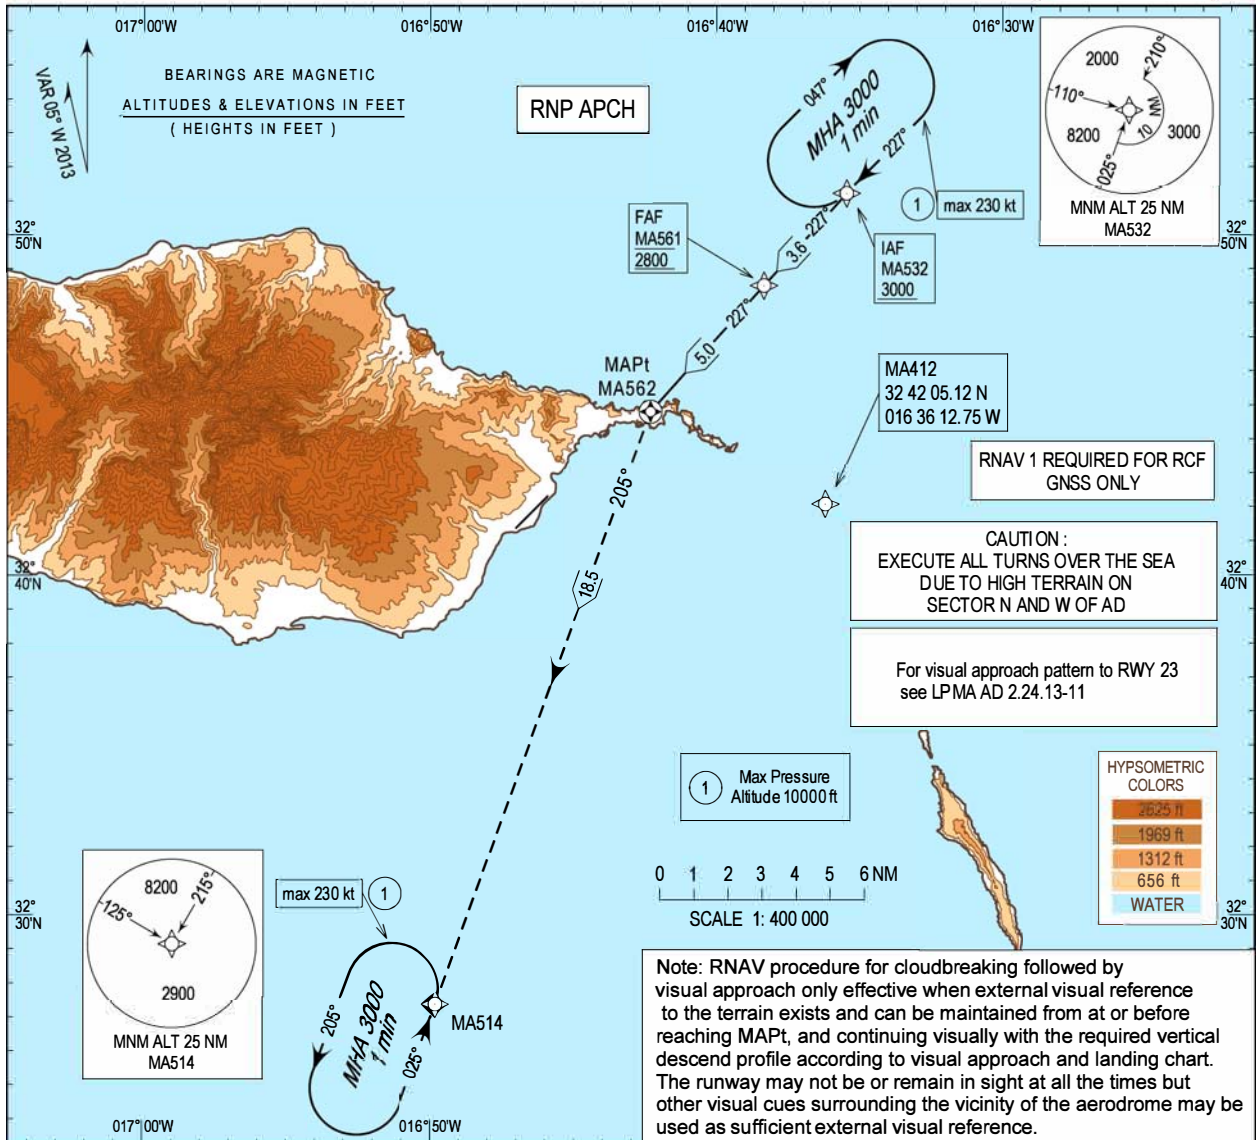 017°00'W
016°50'W
016°40'W
016°30'W
VAR 05° W 2013
BEARINGS ARE MAGNETIC
ALTITUDES & ELEVATIONS IN FEET
( HEIGHTS IN FEET )
RNP APCH
047°
MHA 3000
1 min
227°
1
max 230 kt
2000
210°
110°
NM
10
8200
3000
025°
MNM ALT 25 NM
MA532
32°
50'N
32°
50'N
FAF
MA561
2800
3.6
227°
IAF
MA532
3000
227°
5.0
MAPt
MA562
MA412
32 42 05.12 N
016 36 12.75 W
RNAV 1 REQUIRED FOR RCF
GNSS ONLY
205°
18.5
32°
40'N
32°
40'N
CAUTION :
EXECUTE ALL TURNS OVER THE SEA
DUE TO HIGH TERRAIN ON
SECTOR N AND W OF AD
For visual approach pattern to RWY 23
see LPMA AD 2.24.13-11
1
Max Pressure
Altitude 10000 ft
HYPSOMETRIC
COLORS
2625 ft
1969 ft
1312 ft
656 ft
WATER
0 1 2 3 4 5 6 NM
SCALE 1: 400 000
8200
215°
125°
2900
MNM ALT 25 NM
MA514
max 230 kt
1
32°
30'N
32°
30'N
205°
MHA 3000
1 min
025°
MA514
Note: RNAV procedure for cloudbreaking followed by
visual approach only effective when external visual reference
to the terrain exists and can be maintained from at or before
reaching MAPt, and continuing visually with the required vertical
descend profile according to visual approach and landing chart.
The runway may not be or remain in sight at all the times but
other visual cues surrounding the vicinity of the aerodrome may be
used as sufficient external visual reference.
017°00'W
016°50'W